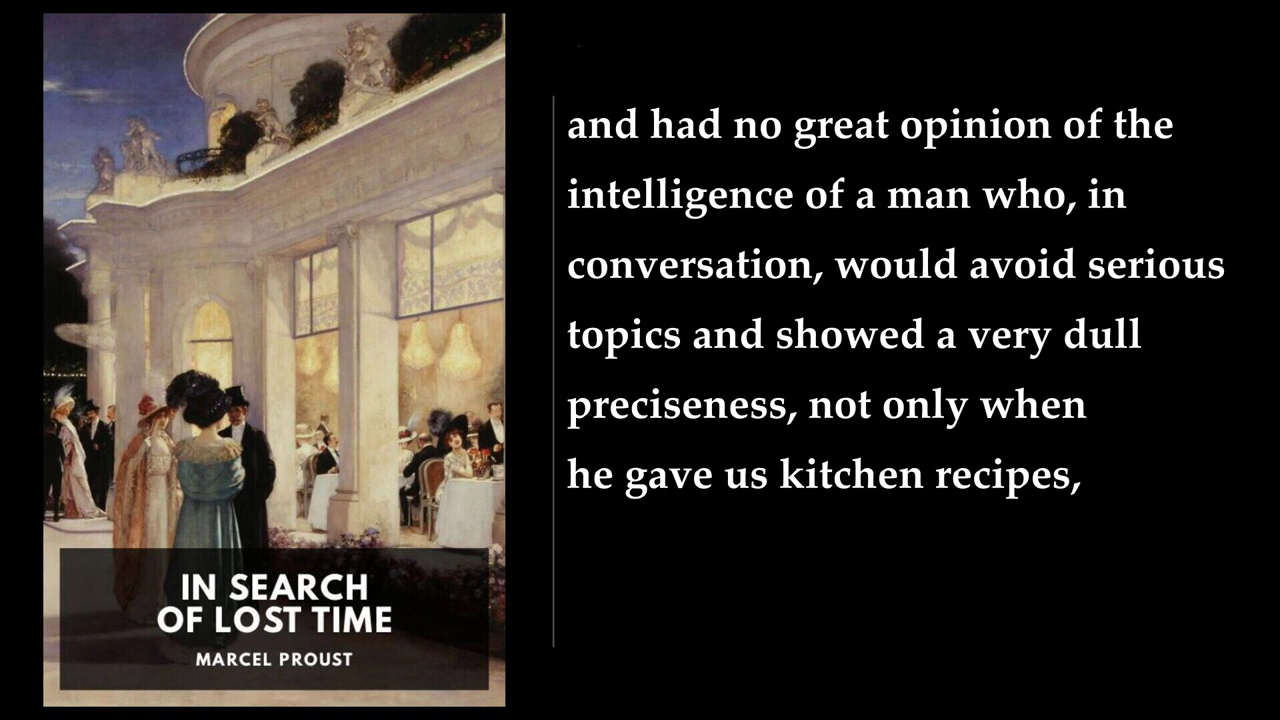 and had no great opinion of the
intelligence of a man who, in
conversation, would avoid serious
topics and showed a very dull
preciseness, not only when
he gave us kitchen recipes,
IN SEARCH
OF LOST TIME
MARCEL PROUST